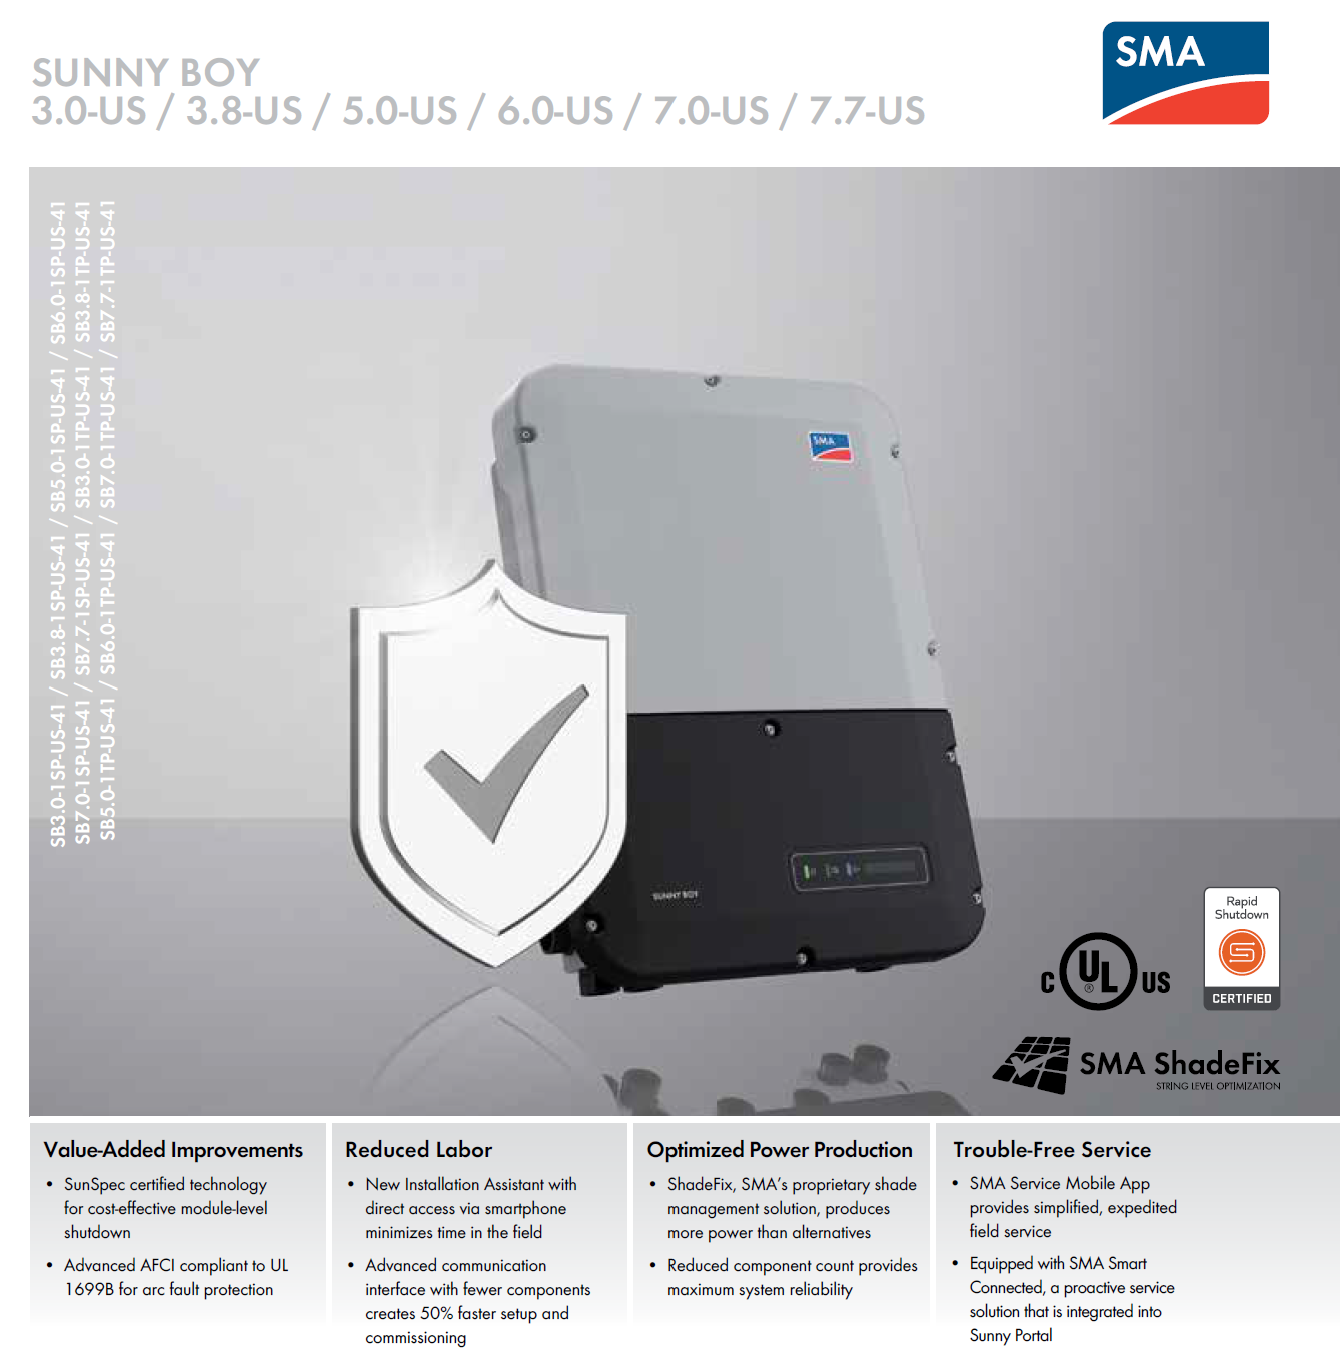 SUNNY BOY
3.0-US / 3.8-US / 5.0-US / 6.0-US / 7.0-US / 7.7-US
SMA
SB3.0-1SP-US-41 / SB3.8-1SP-US-41 / SB5.0-1SP-US-41 / SB6.0-1SP-US-41
SB7.0-1SP-US-41 / SB7.7-1SP-US-41 / SB3.0-1TP-US-41 / SB3.8-1TP-US-41
SB5.0-1TP-US-41 / SB6.0-1TP-US-41 / SB7.0-1TP-US-41 / SB7.7-1TP-US-41
SMA
SUNNY BOY
Rapid
Shutdown
CERTIFIED
C UL ® US
SMA ShadeFix
STRING LEVEL OPTIMIZATION
Value-Added Improvements
• SunSpec certified technology
for cost-effective module-level
shutdown
• Advanced AFCI compliant to UL
1699B for arc fault protection
Reduced Labor
• New Installation Assistant with
direct access via smartphone
minimizes time in the field
• Advanced communication
interface with fewer components
creates 50% faster setup and
commissioning
Optimized Power Production
• ShadeFix, SMA's proprietary shade
management solution, produces
more power than alternatives
• Reduced component count provides
maximum system reliability
Trouble-Free Service
• SMA Service Mobile App
provides simplified, expedited
field service
• Equipped with SMA Smart
Connected, a proactive service
solution that is integrated into
Sunny Portal